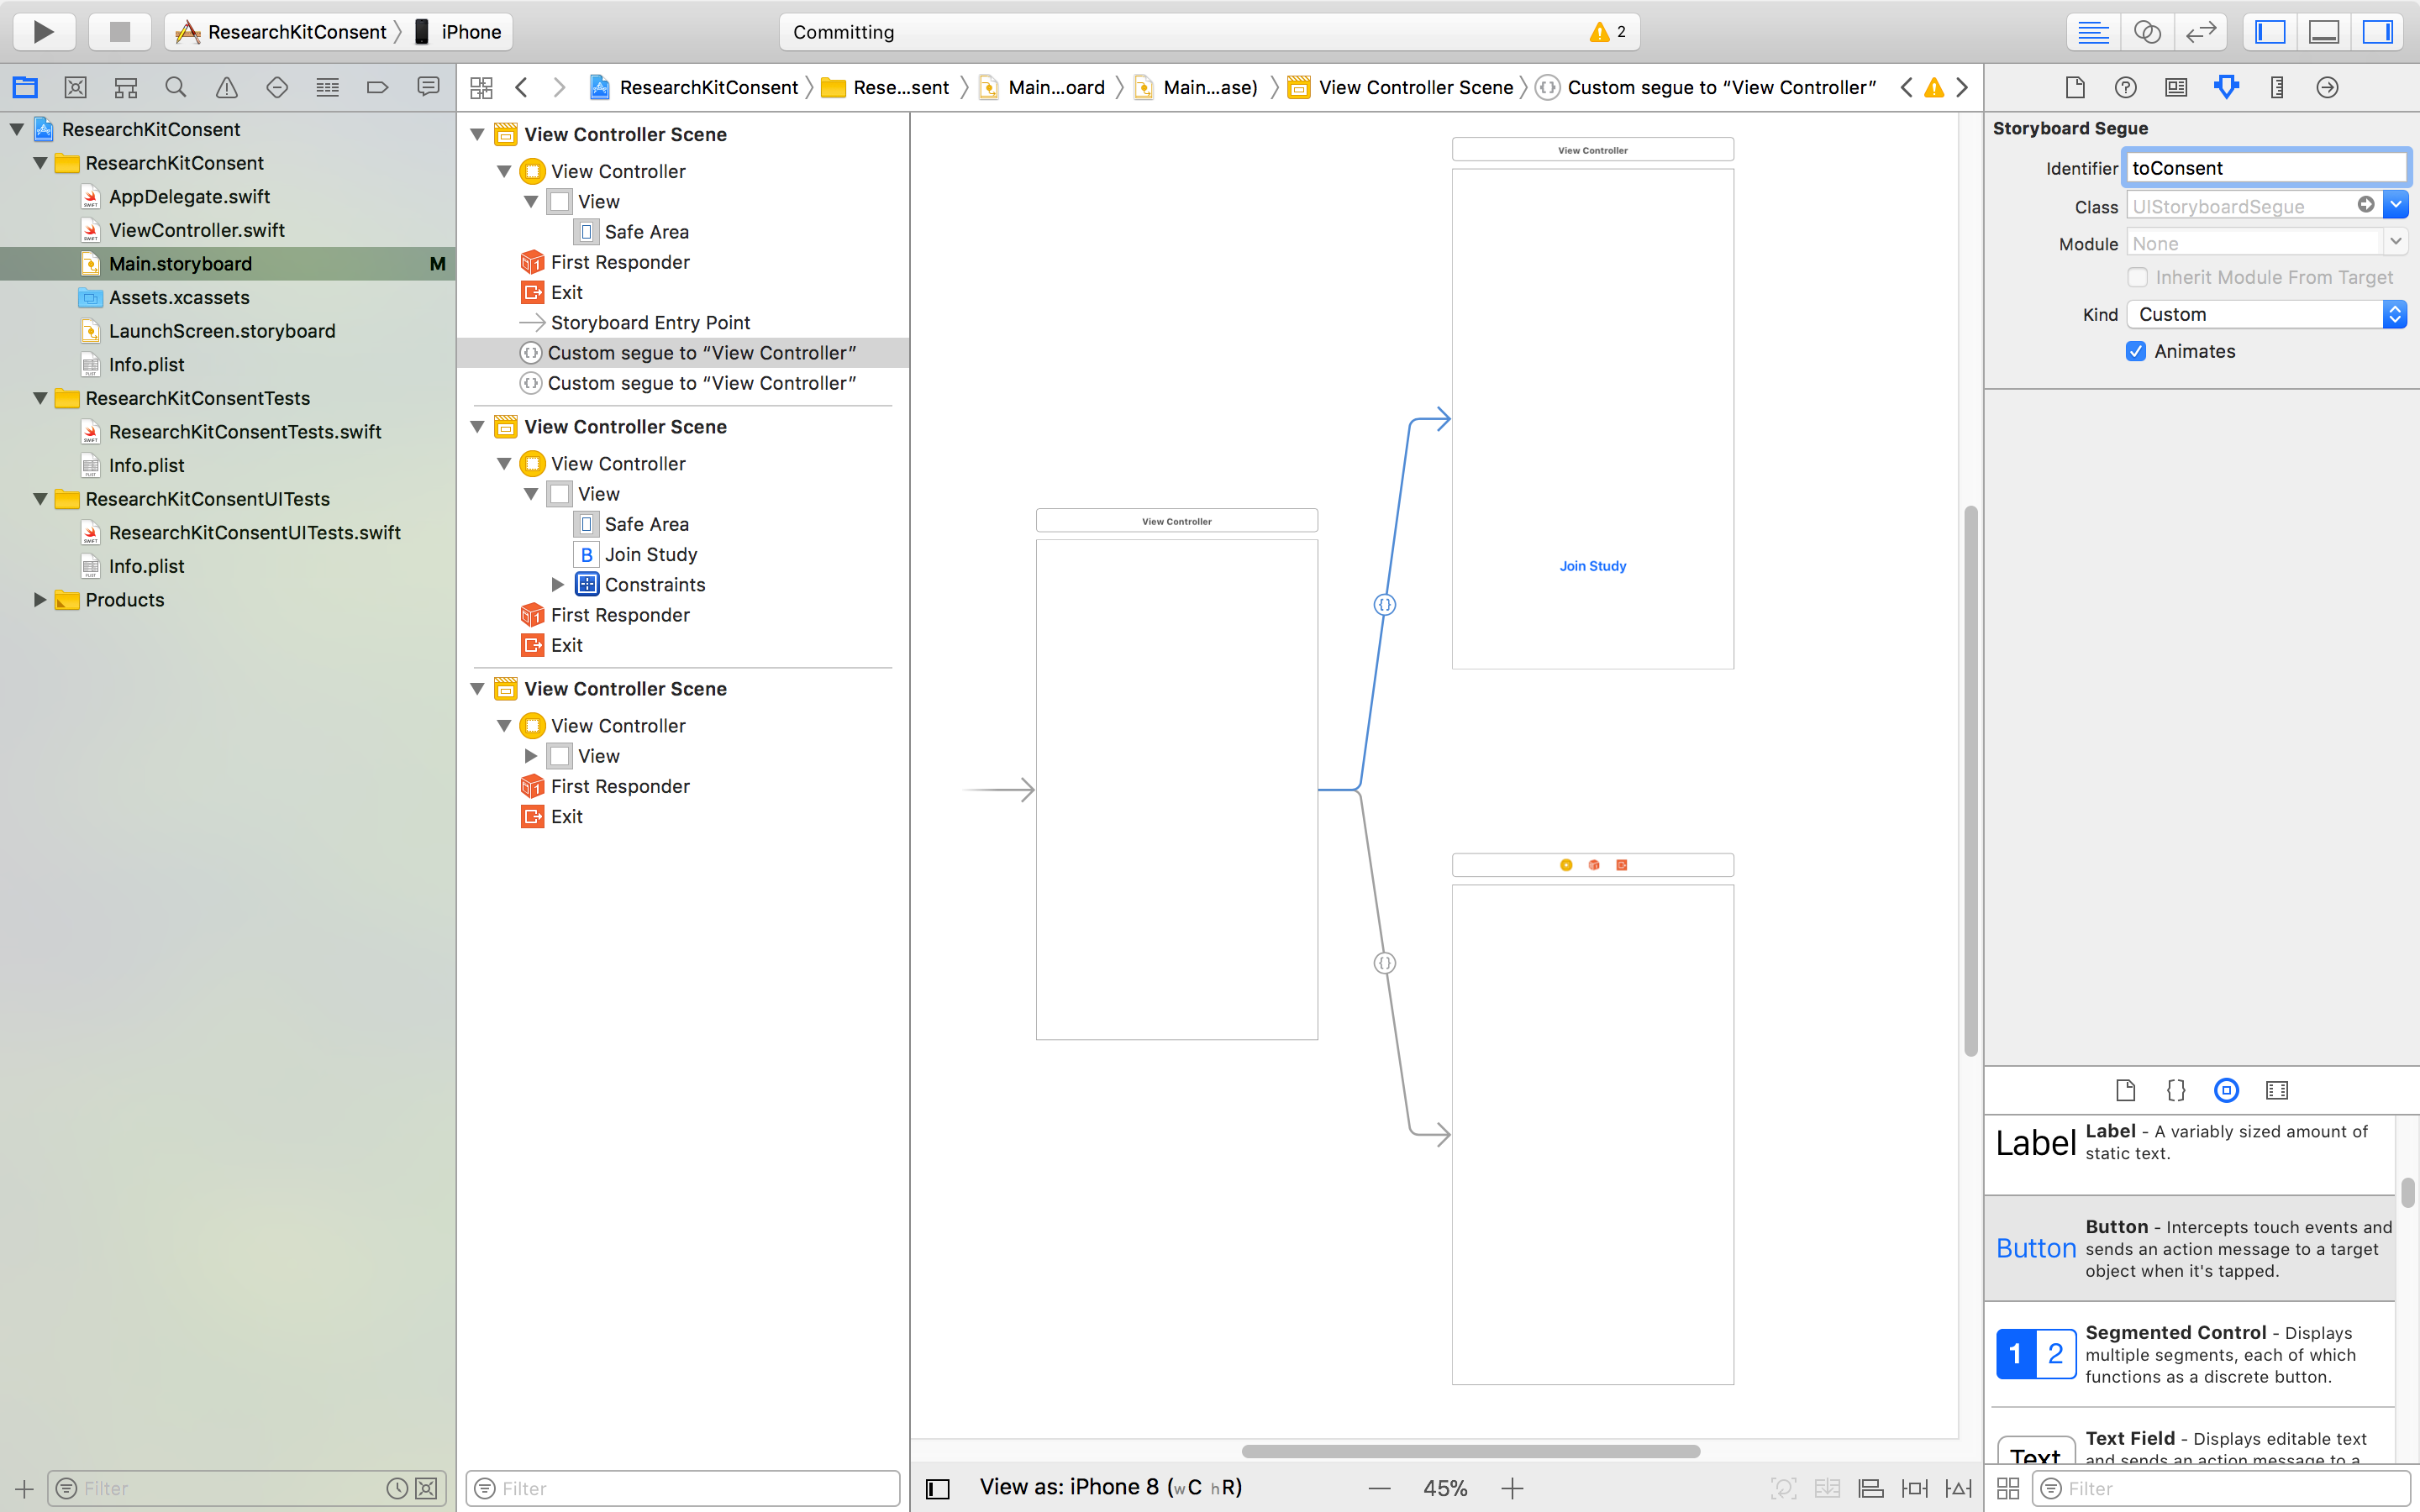 ResearchKitConsent
iPhone
Committing
2
ResearchKitConsent
Rese...sent
Main...oard
Main...ase)
View Controller Scene
Custom segue to “View Controller”
ResearchKitConsent
ResearchKitConsent
AppDelegate.swift
ViewController.swift
Main.storyboard
M
Assets.xcassets
LaunchScreen.storyboard
Info.plist
ResearchKitConsentTests
ResearchKitConsentTests.swift
Info.plist
ResearchKitConsentUITests
ResearchKitConsentUITests.swift
Info.plist
Products
Filter
View Controller Scene
View Controller
View
Safe Area
First Responder
Exit
Storyboard Entry Point
Custom segue to “View Controller”
Custom segue to “View Controller”
View Controller Scene
View Controller
View
Safe Area
B Join Study
Constraints
First Responder
Exit
View Controller Scene
View Controller
View
First Responder
Exit
Filter
View Controller
View Controller
Join Study
View as: iPhone 8 (wC hR)
45%
Storyboard Segue
Identifier
toConsent
Class
UIStoryboardSegue
Module
None
Inherit Module From Target
Kind
Custom
Animates
Label
Label - A variably sized amount of
static text.
Button
Button - Intercepts touch events and
sends an action message to a target
object when it's tapped.
1 2
Segmented Control - Displays
multiple segments, each of which
functions as a discrete button.
Text
Text Field - Displays editable text
and sends an action message to a
Filter